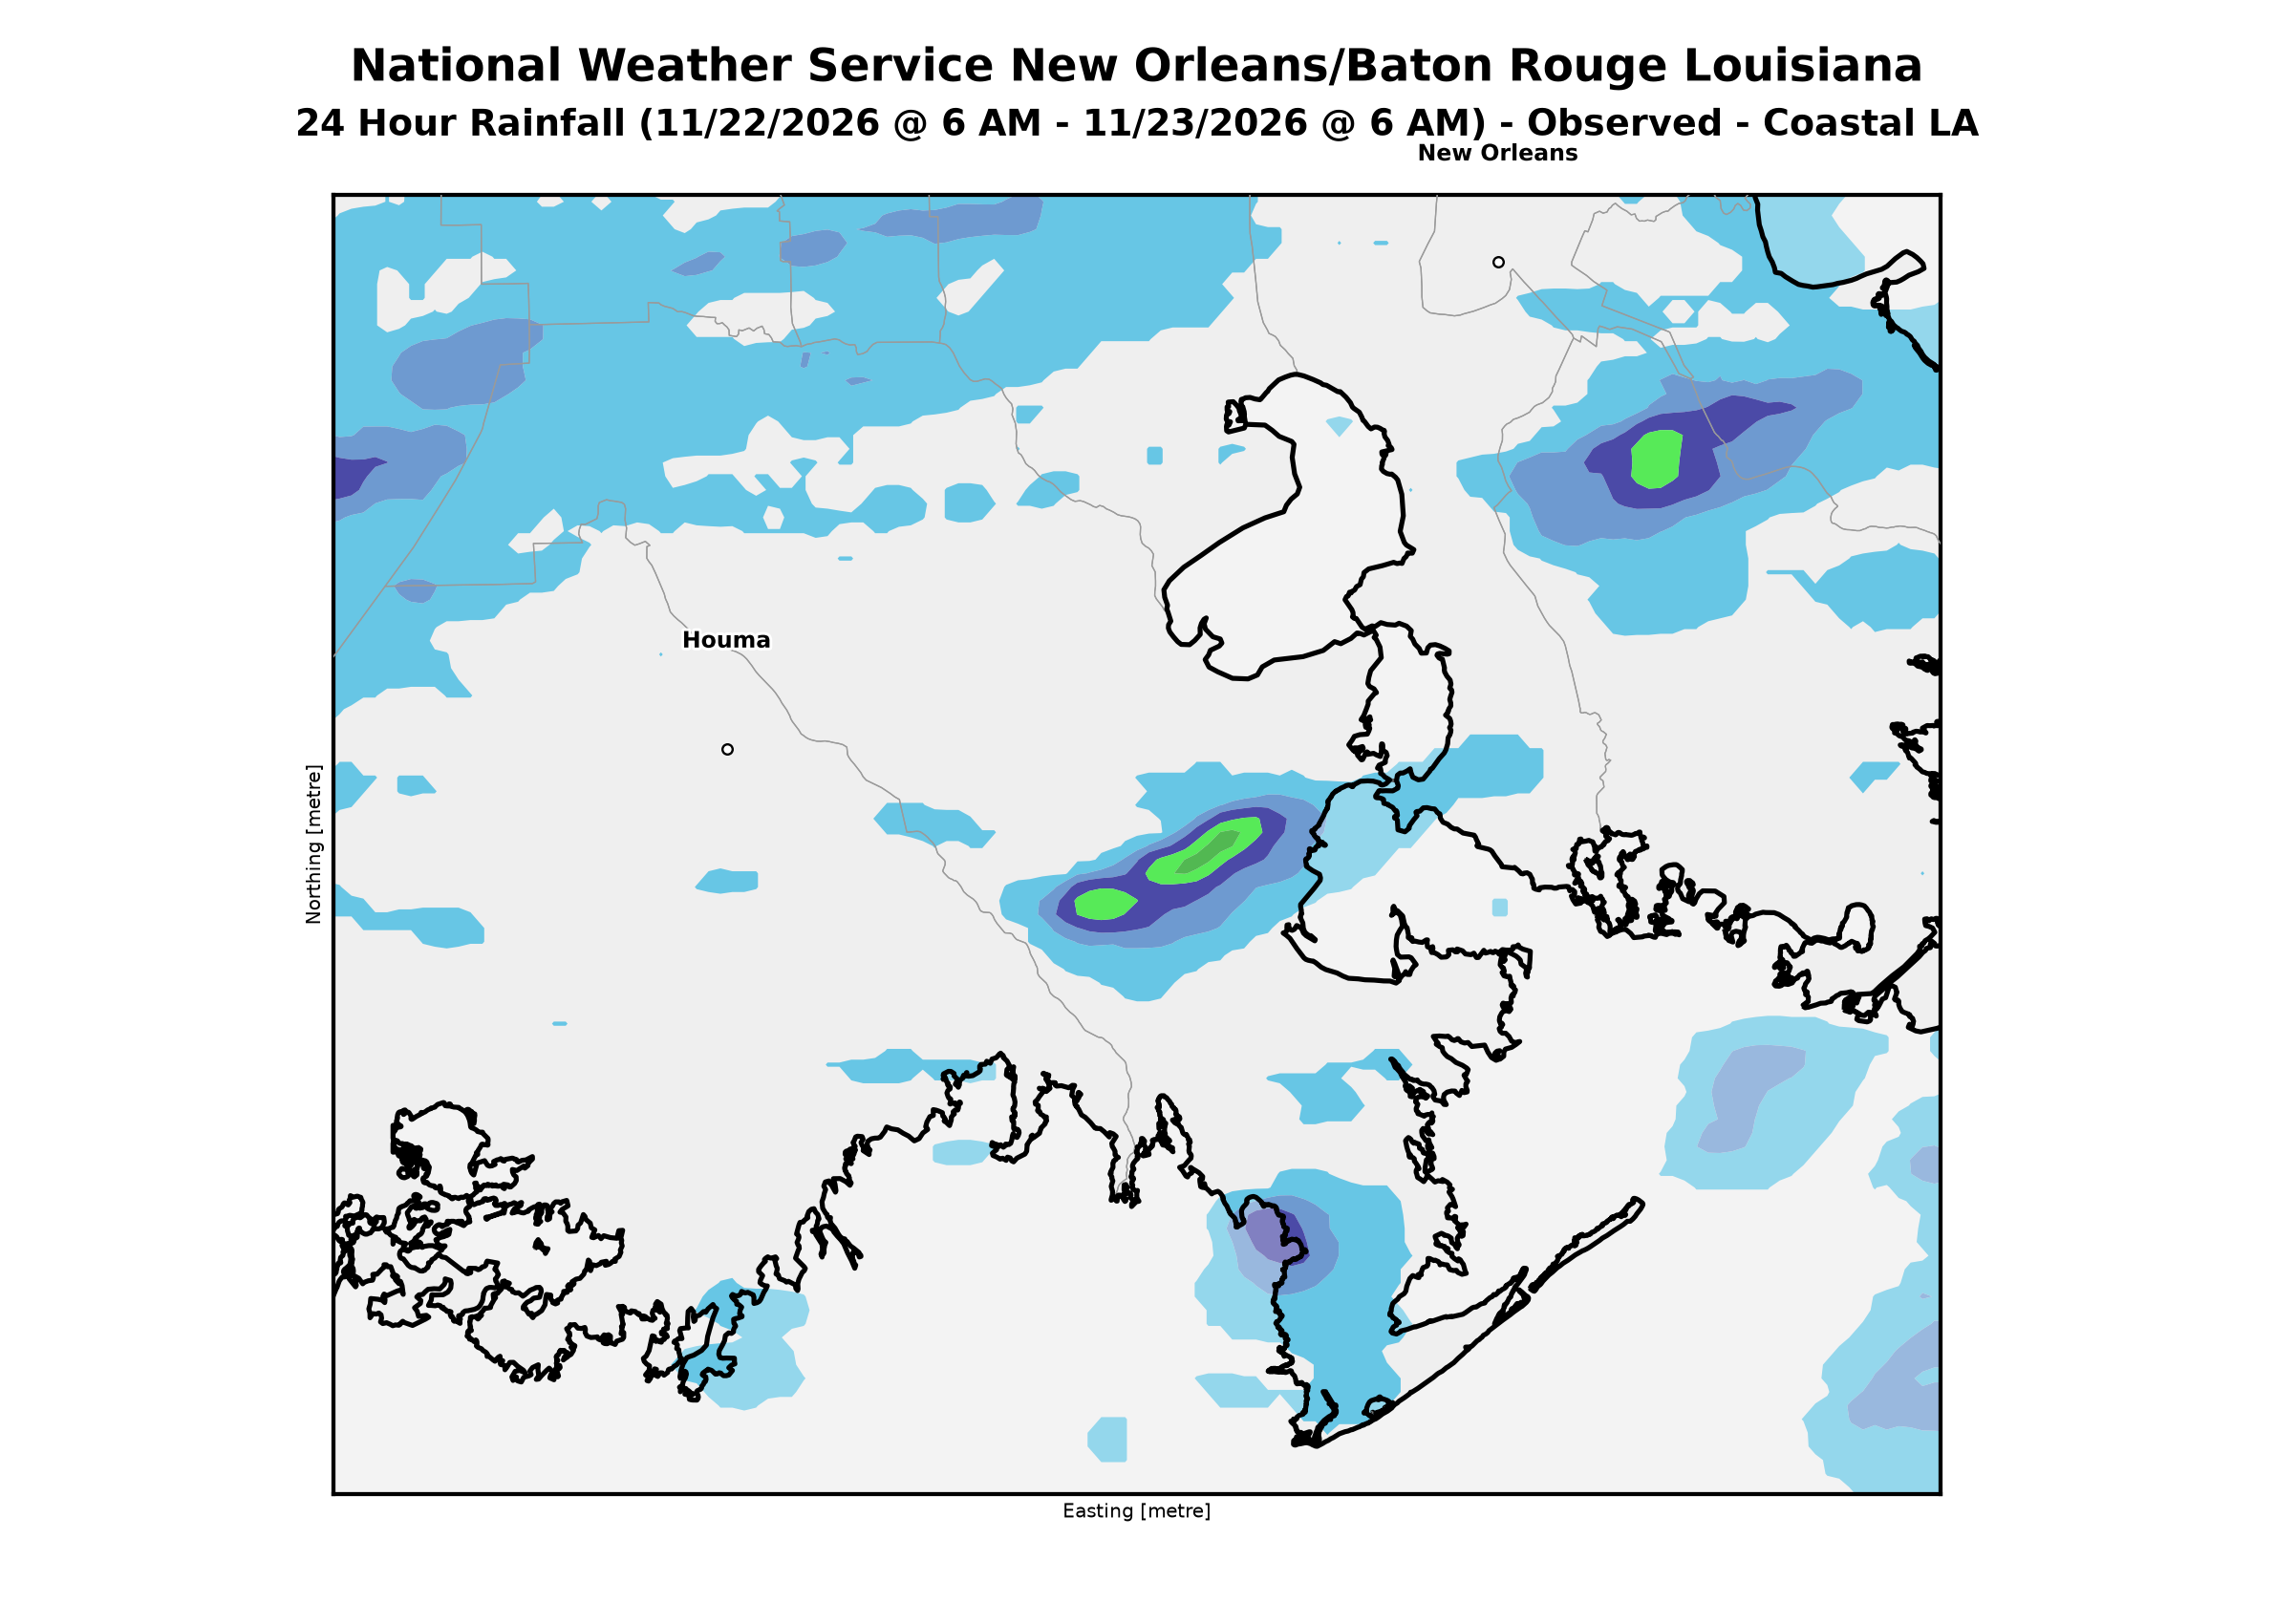 National Weather Service New Orleans/Baton Rouge Louisiana
24 Hour Rainfall (11/22/2026 @ 6 AM - 11/23/2026 @ 6 AM) - Observed - Coastal LA
New Orleans
Houma
Northing [metre]
Easting [metre]